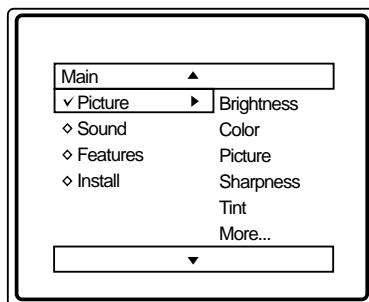 Main
Picture Brightness
Sound Color
Features Picture
Install Sharpness
Tint
More...